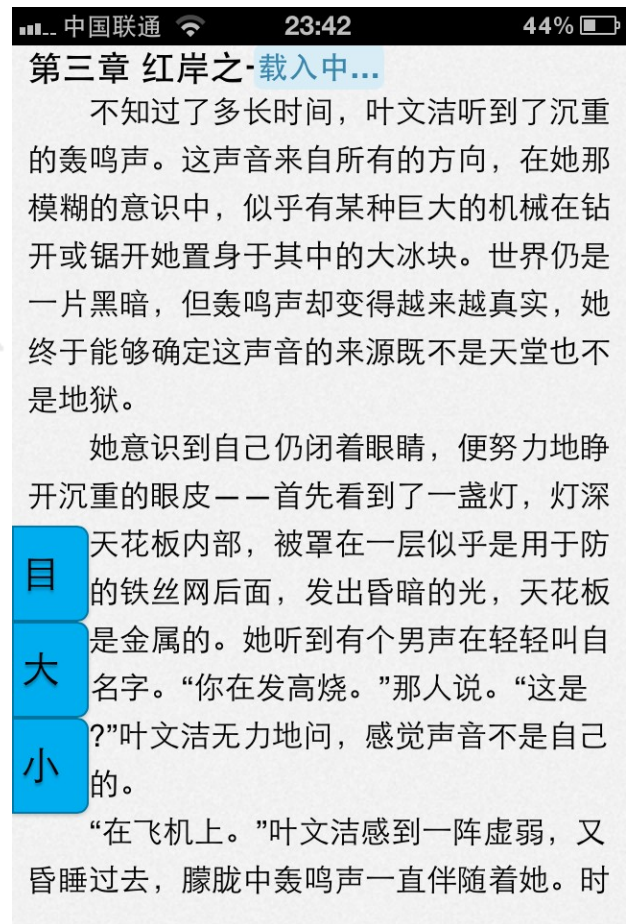 中国联通 23:42 44%
第三章 红岸之一 载入中...
不知过了多长时间，叶文洁听到了沉重
的轰鸣声。这声音来自所有的方向，在她那
模糊的意识中，似乎有某种巨大的机械在钻
开或锯开她置身于其中的大冰块。世界仍是
一片黑暗，但轰鸣声却变得越来越真实，她
终于能够确定这声音的来源既不是天堂也不
是地狱。
她意识到自己仍闭着眼睛，便努力地睁
开沉重的眼皮——首先看到了一盏灯，灯深
天花板内部，被罩在一层似乎是用于防
目
的铁丝网后面，发出昏暗的光，天花板
是金属的。她听到有个男声在轻轻叫自
大
名字。“你在发高烧。”那人说。“这是
?”叶文洁无力地问，感觉声音不是自己
小
的。
“在飞机上。”叶文洁感到一阵虚弱，又
昏睡过去，朦胧中轰鸣声一直伴随着她。时